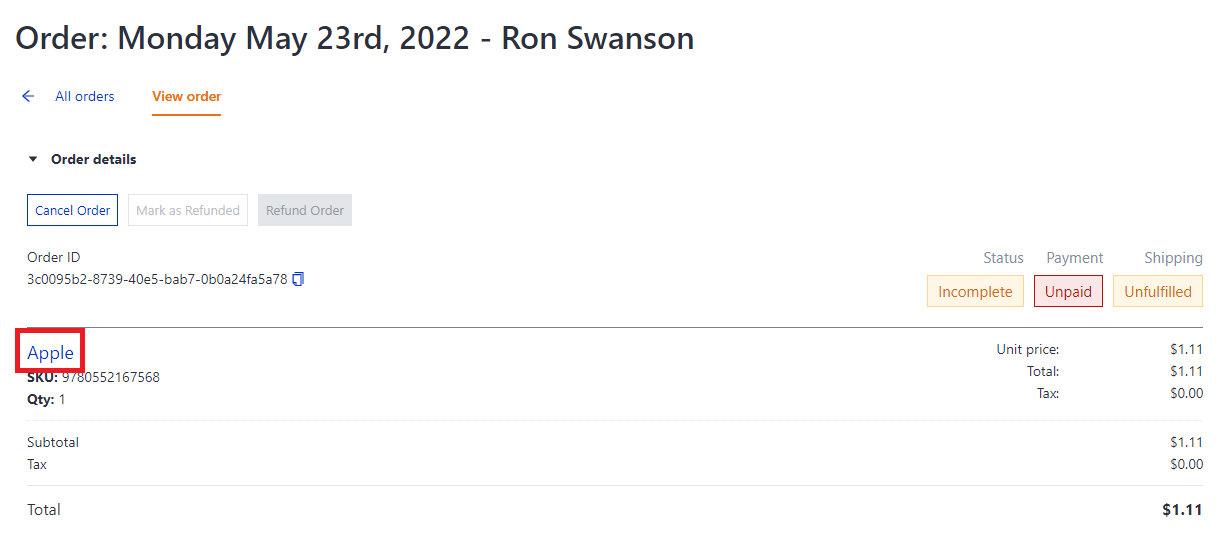 Order: Monday May 23rd, 2022 - Ron Swanson
All orders View order
Order details
Cancel Order Mark as Refunded Refund Order
Order ID
3c0095b2-8739-40e5-bab7-0b0a24fa5a78
Status Payment Shipping
Incomplete Unpaid Unfulfilled
Apple
SKU: 9780552167568
Qty: 1
Unit price: $1.11
Total: $1.11
Tax: $0.00
Subtotal $1.11
Tax $0.00
Total $1.11